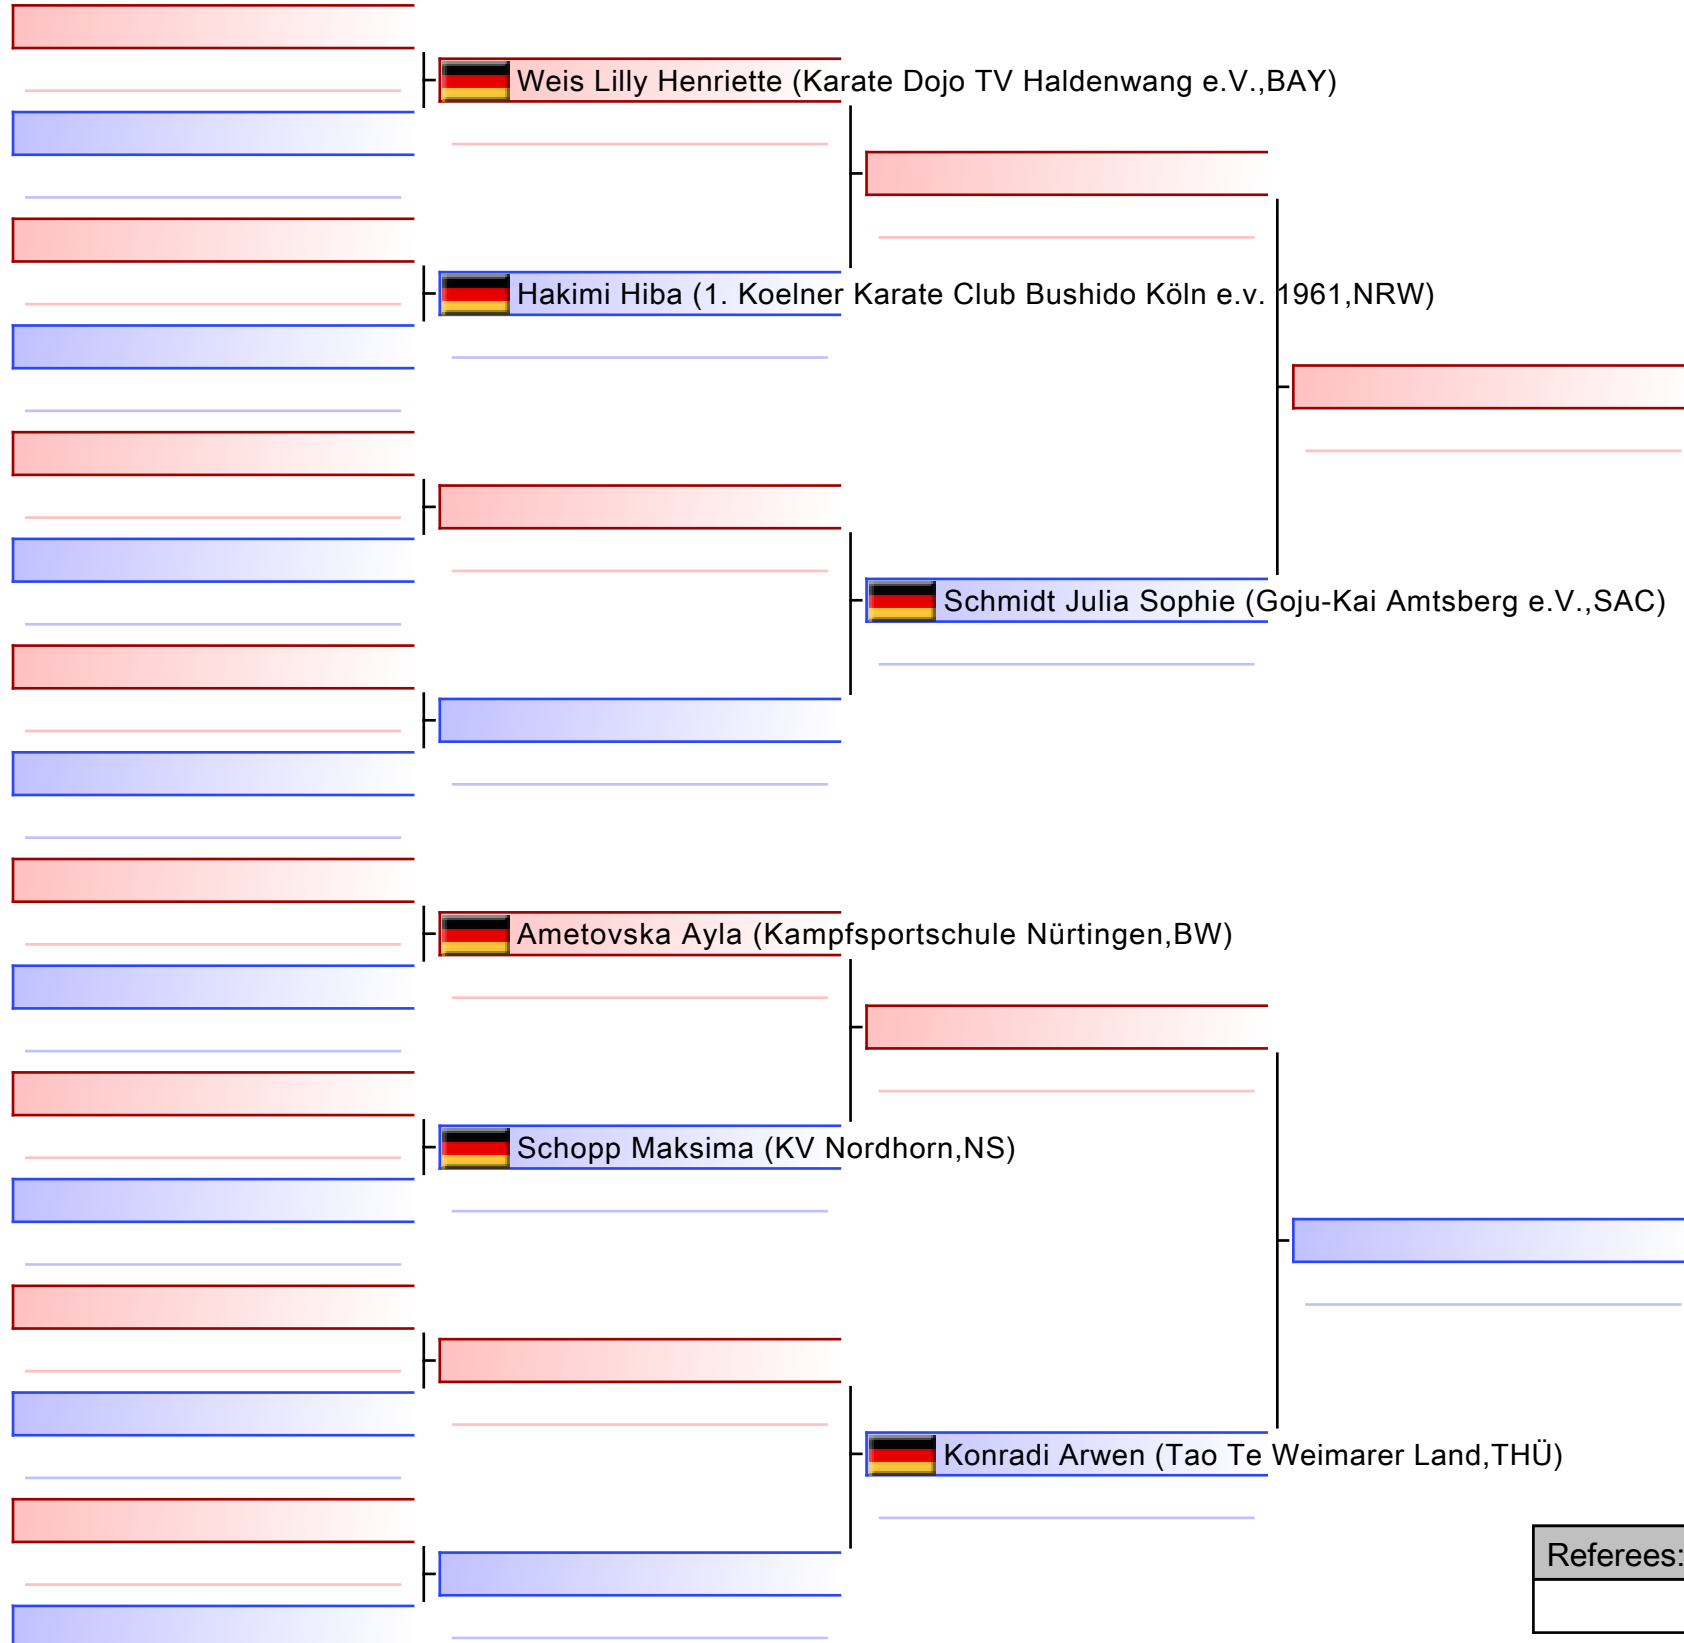 Weis Lilly Henriette (Karate Dojo TV Haldenwang e.V.,BAY)
Hakimi Hiba (1. Koelner Karate Club Bushido Köln e.v. 1961,NRW)
Schmidt Julia Sophie (Goju-Kai Amtsberg e.V.,SAC)
Ametovska Ayla (Kampfsportschule Nürtingen,BW)
Schopp Maksima (KV Nordhorn,NS)
Konradi Arwen (Tao Te Weimarer Land,THÜ)
Referees: